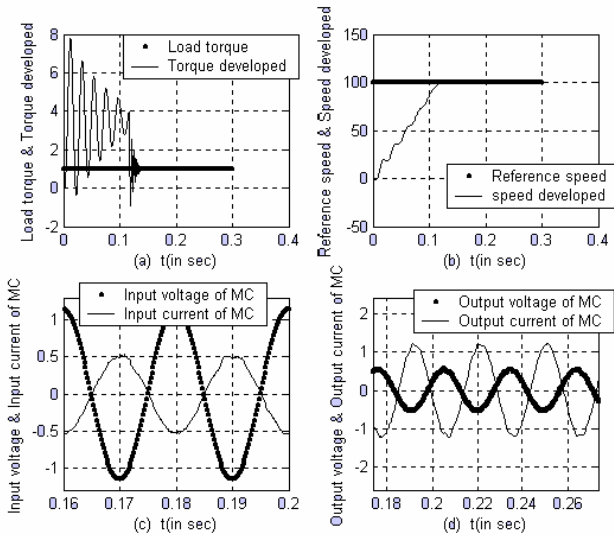 Load torque & Torque developed
8
6
4
2
0
-2
Load torque
Torque developed
0
0.1
0.2
0.3
0.4
(a) t(in sec)
Reference speed & Speed developed
150
100
50
0
-50
Reference speed
speed developed
0
0.1
0.2
0.3
0.4
(b) t(in sec)
Input voltage & Input current of MC
1
0.5
0
-0.5
-1
Input voltage of MC
Input current of MC
0.16
0.17
0.18
0.19
0.2
(c) t(in sec)
Output voltage & Output current of MC
2
1
0
-1
-2
Output voltage of MC
Output current of MC
0.18
0.2
0.22
0.24
0.26
(d) t(in sec)